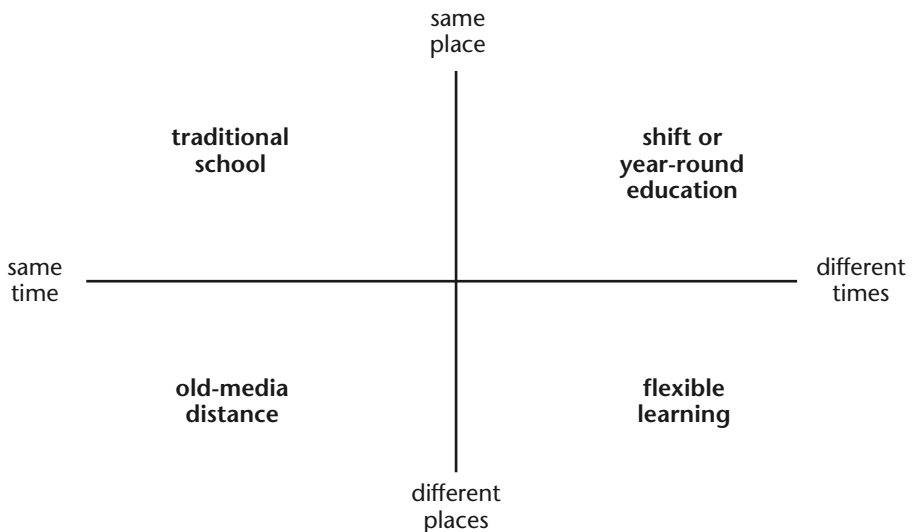 same
place
traditional
school
shift or
year-round
education
same
time
different
times
old-media
distance
flexible
learning
different
places